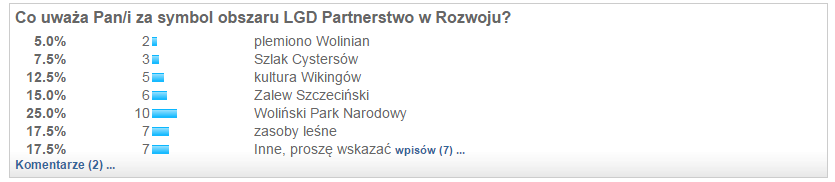 Co uważa Pan/i za symbol obszaru LGD Partnerstwo w Rozwoju?
5.0% 2 plemiono Wolinian
7.5% 3 Szlak Cystersów
12.5% 5 kultura Wikingów
15.0% 6 Zalew Szczeciński
25.0% 10 Woliński Park Narodowy
17.5% 7 zasoby leśne
17.5% 7 Inne, proszę wskazać wpisów (7) ...
Komentarze (2) ...